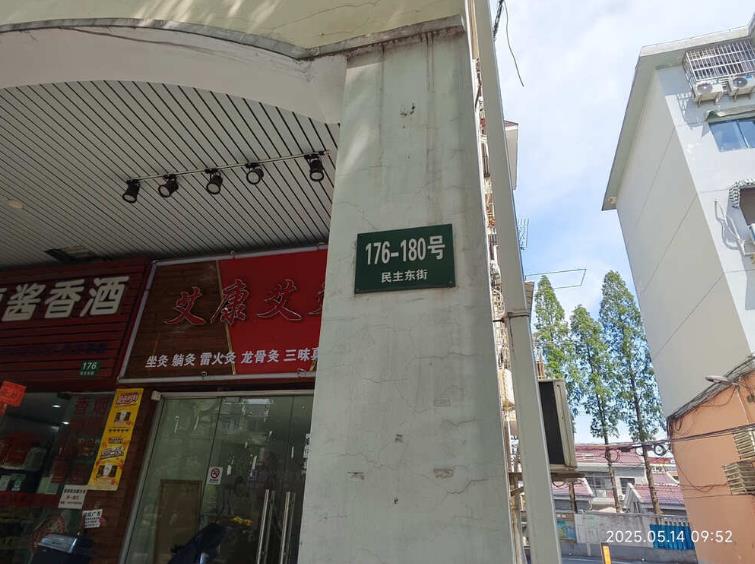 176-180号
民主东街
酱香酒
艾康艾
坐灸 躺灸 雷火灸 龙骨灸 三味真
176
2025.05.14 09:52